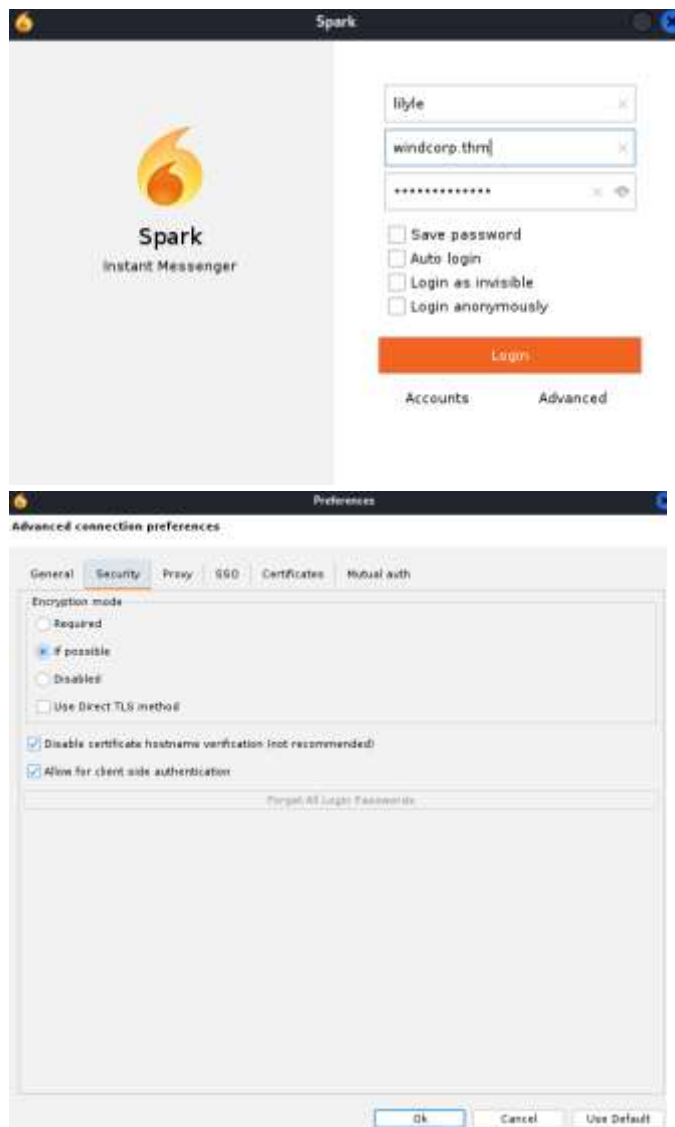 Spark
lilyle
windcorp.thm
•••••••••••••
Spark
Instant Messenger
Save password
Auto login
Login as invisible
Login anonymously
Login
Accounts Advanced
Preferences
Advanced connection preferences
General Security Proxy SSO Certificates Mutual auth
Encryption mode
Required
If possible
Disabled
Use Direct TLS method
Disable certificate hostname verification (not recommended)
Allow for client side authentication
Forget All Login Passwords
Ok Cancel Use Default